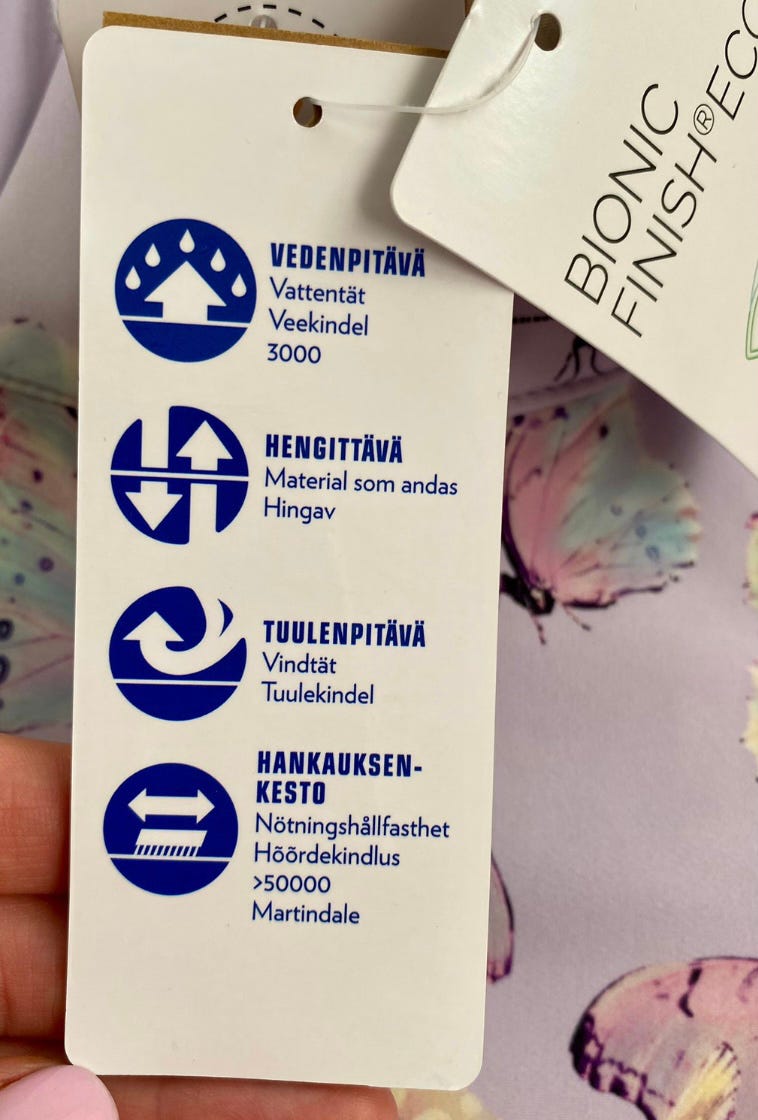 VEDENPITÄVÄ
Vattentät
Veekindel
3000
HENGITTÄVÄ
Material som andas
Hingav
TUULENPITÄVÄ
Vindtät
Tuulekindel
HANKAUKSEN-
KESTO
Nötningshållfasthet
Hõõrdekindlus
>50000
Martindale
BIONIC
FINISH®ECO